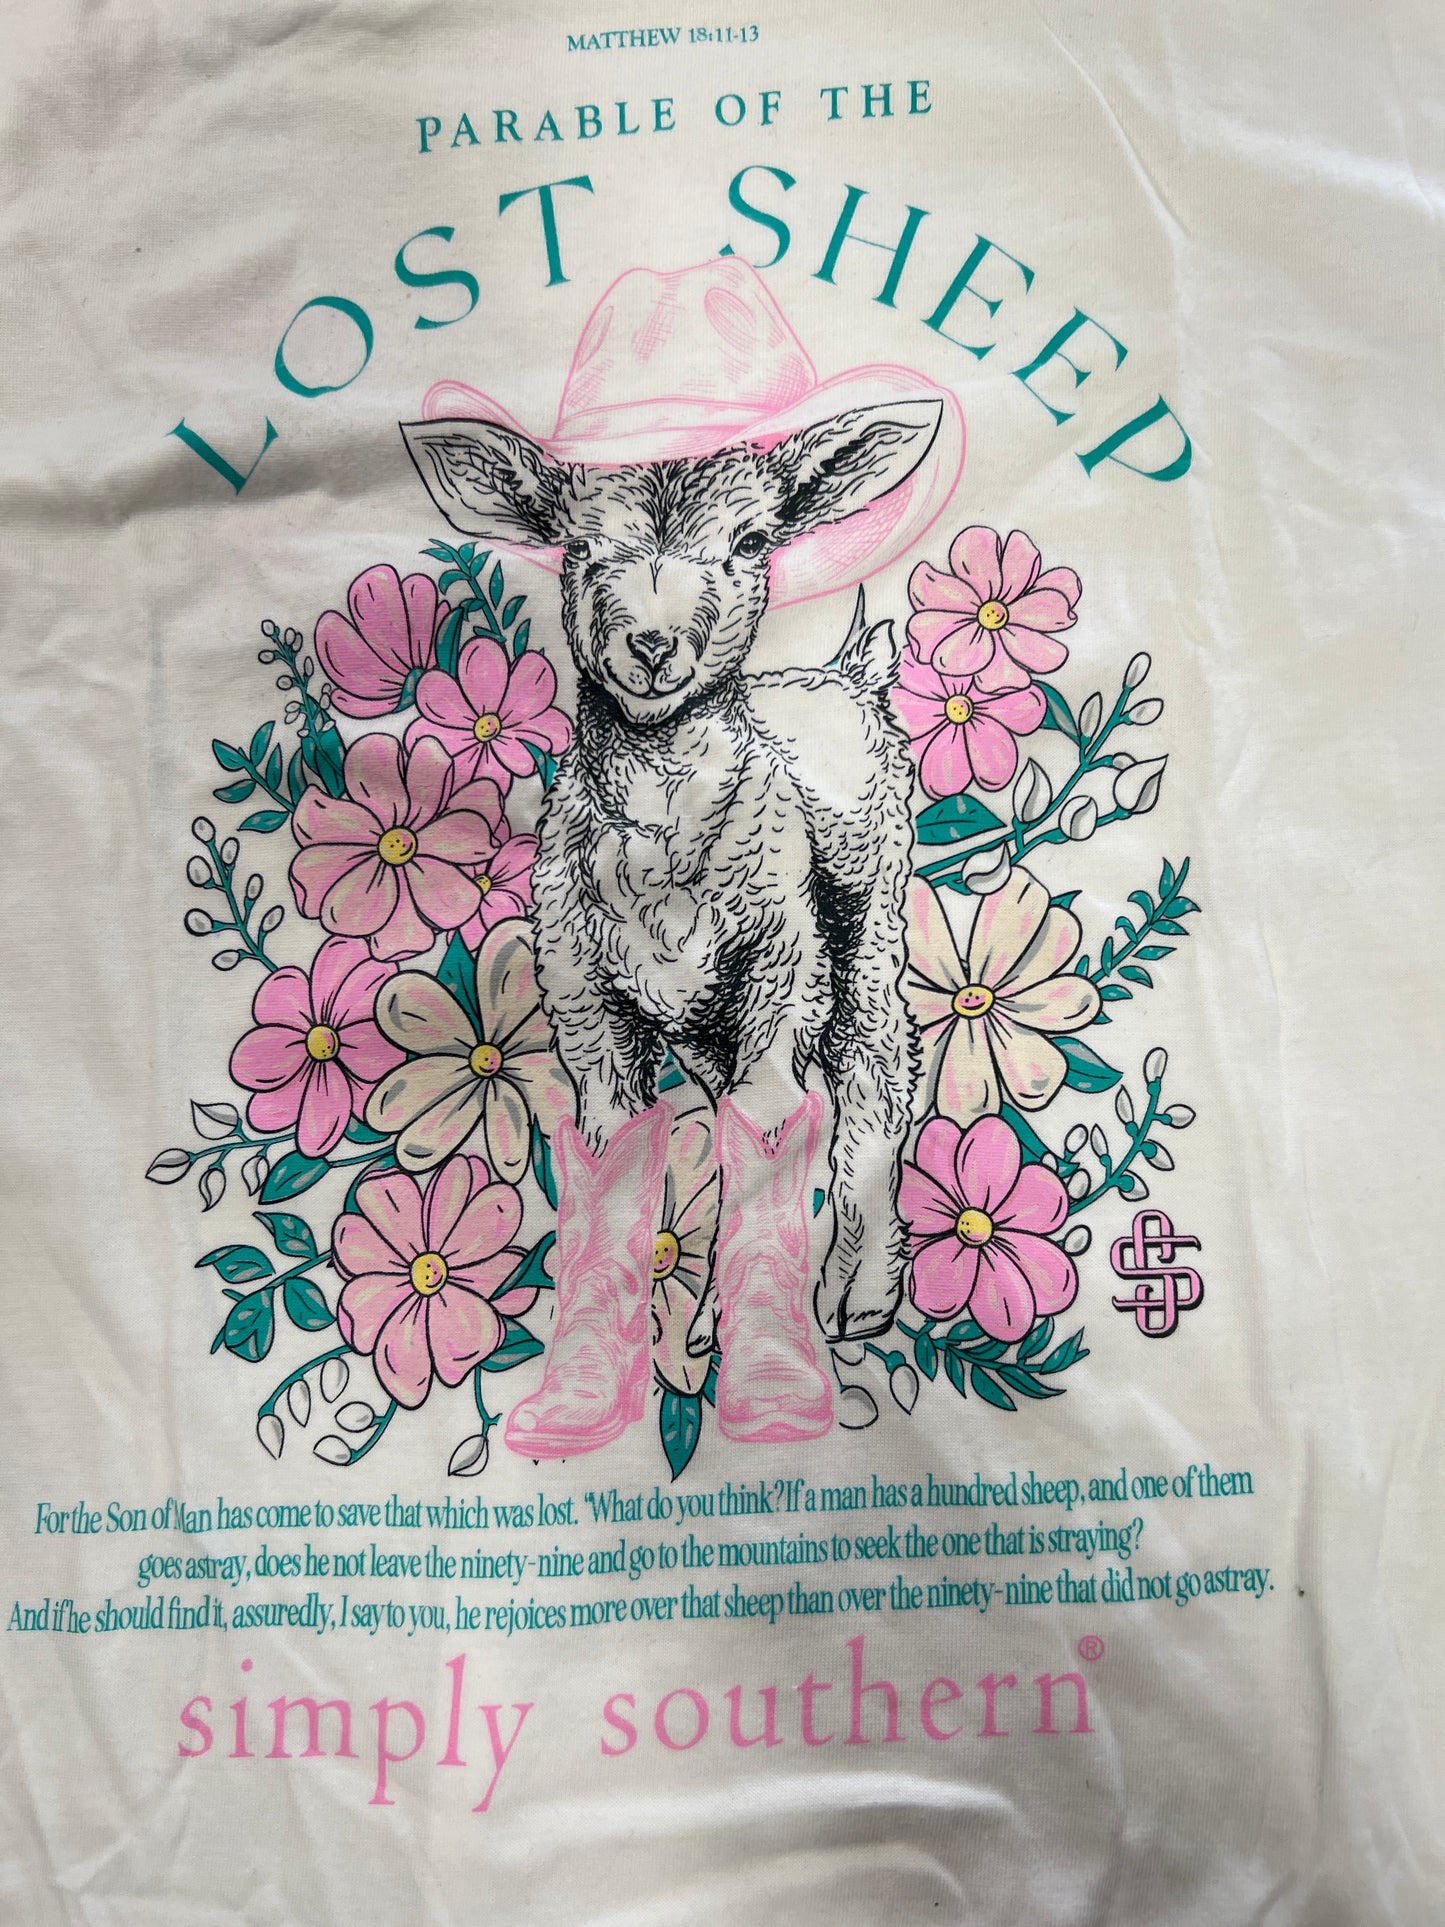 MATTHEW 18:11-13
PARABLE OF THE
LOST SHEEP
SS
For the Son of Man has come to save that which was lost. "What do you think?If a man has a hundred sheep, and one of them
goes astray, does he not leave the ninety-nine and go to the mountains to seek the one that is straying?
And if he should find it, assuredly, I say to you, he rejoices more over that sheep than over the ninety-nine that did not go astray.
simply southern®